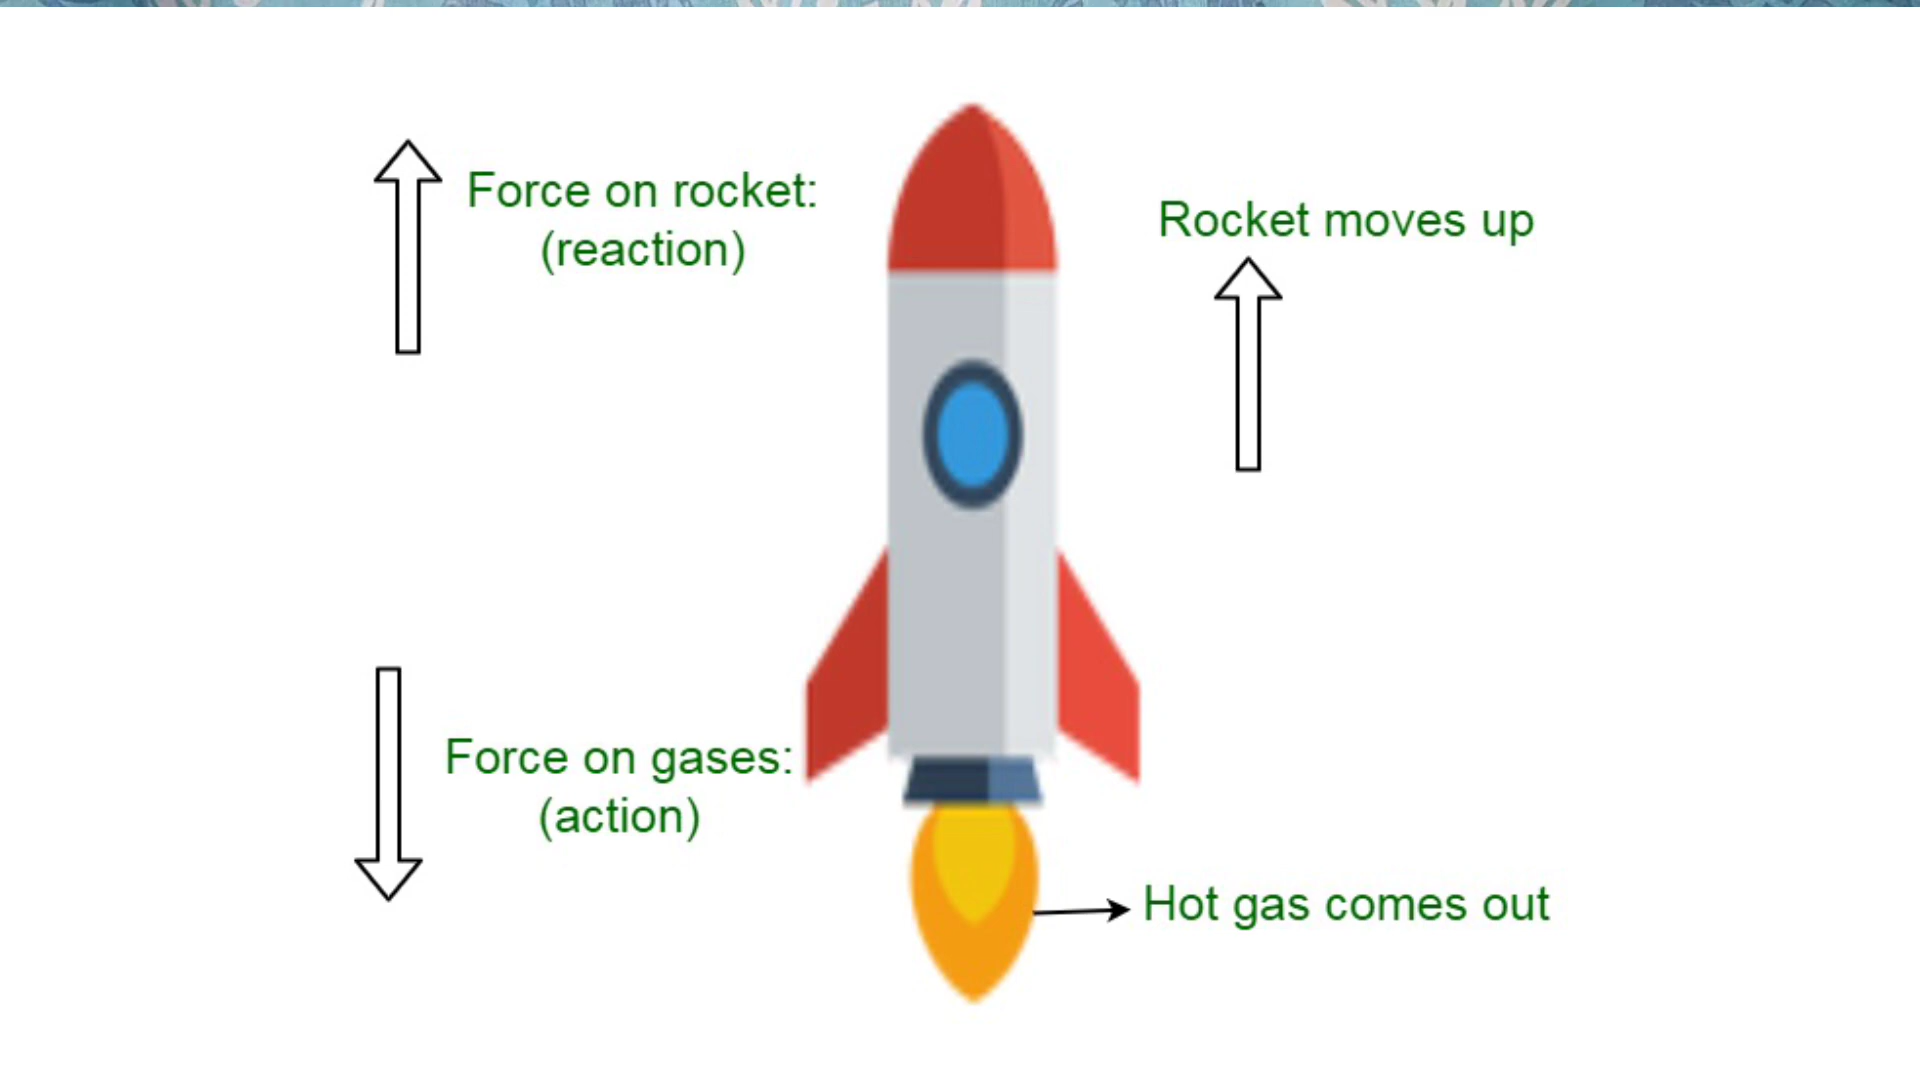 Force on rocket:
(reaction)
Rocket moves up
Force on gases:
(action)
Hot gas comes out